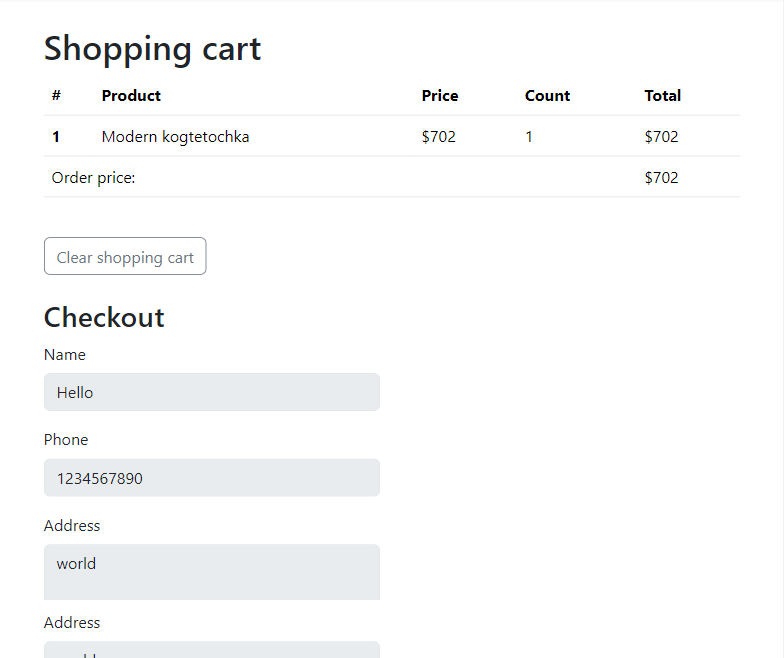 Shopping cart
# Product Price Count Total
1 Modern kogtetochka $702 1 $702
Order price: $702
Clear shopping cart
Checkout
Name
Hello
Phone
1234567890
Address
world
Address